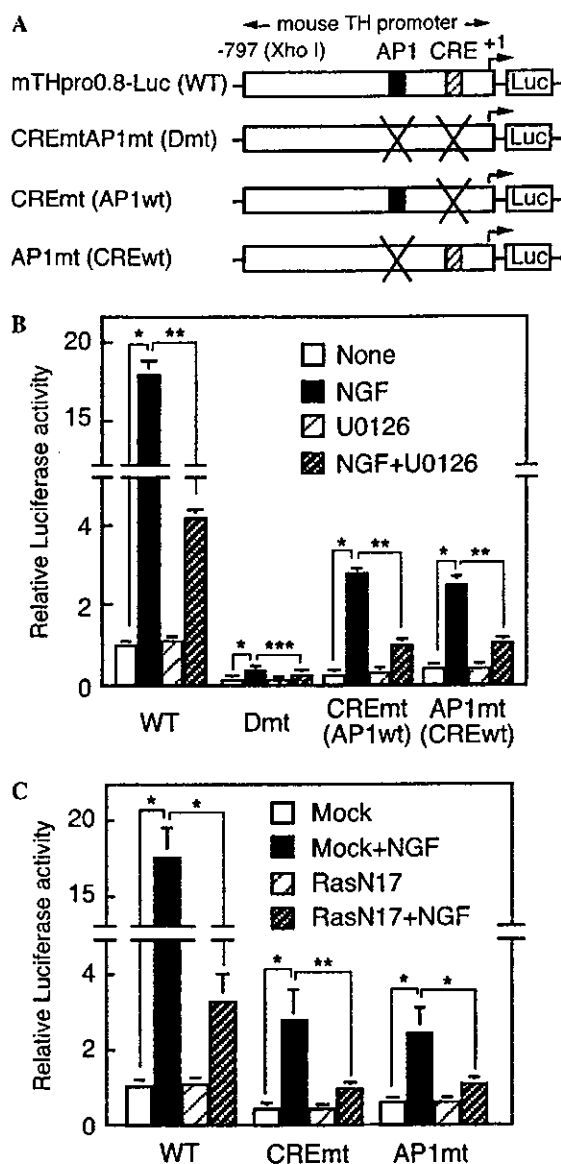 A
← mouse TH promoter →
-797 (Xho I) AP1 CRE +1
mTHpro0.8-Luc (WT) Luc
CREmtAP1mt (Dmt) Luc
CREmt (AP1wt) Luc
AP1mt (CREwt) Luc
B
Relative Luciferase activity
20
15
4
2
0
None
NGF
U0126
NGF+U0126
* **
* ***
* **
* **
WT Dmt CREmt (AP1wt) AP1mt (CREwt)
C
Relative Luciferase activity
20
15
4
2
0
Mock
Mock+NGF
RasN17
RasN17+NGF
* *
* **
* *
WT CREmt AP1mt